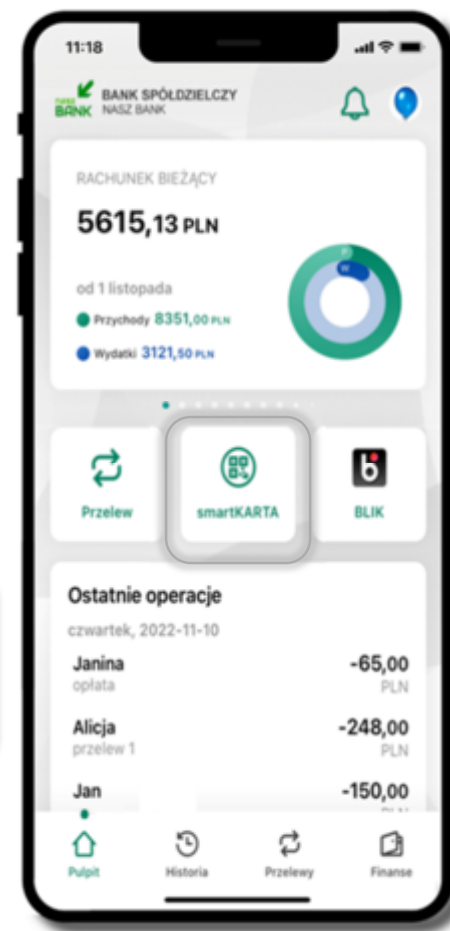 11:18
nasz
BANK
BANK SPÓŁDZIELCZY
NASZ BANK
RACHUNEK BIEŻĄCY
5615,13 PLN
od 1 listopada
Przychody 8351,00 PLN
Wydatki 3121,50 PLN
P
W
Przelew
smartKARTA
BLIK
Ostatnie operacje
czwartek, 2022-11-10
Janina
-65,00
opłata
PLN
Alicja
-248,00
przelew 1
PLN
Jan
-150,00
Pulpit
Historia
Przelewy
Finanse